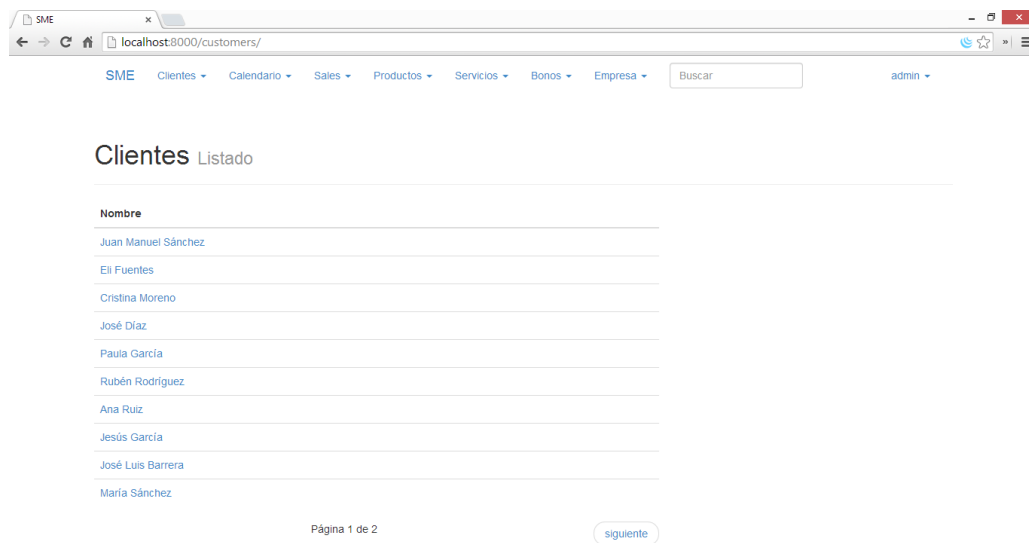 SME
localhost:8000/customers/
SME Clientes Calendario Sales Productos Servicios Bonos Empresa Buscar admin
Clientes Listado
Nombre
Juan Manuel Sánchez
Eli Fuentes
Cristina Moreno
José Díaz
Paula García
Rubén Rodríguez
Ana Ruiz
Jesús García
José Luis Barrera
María Sánchez
Página 1 de 2 siguiente